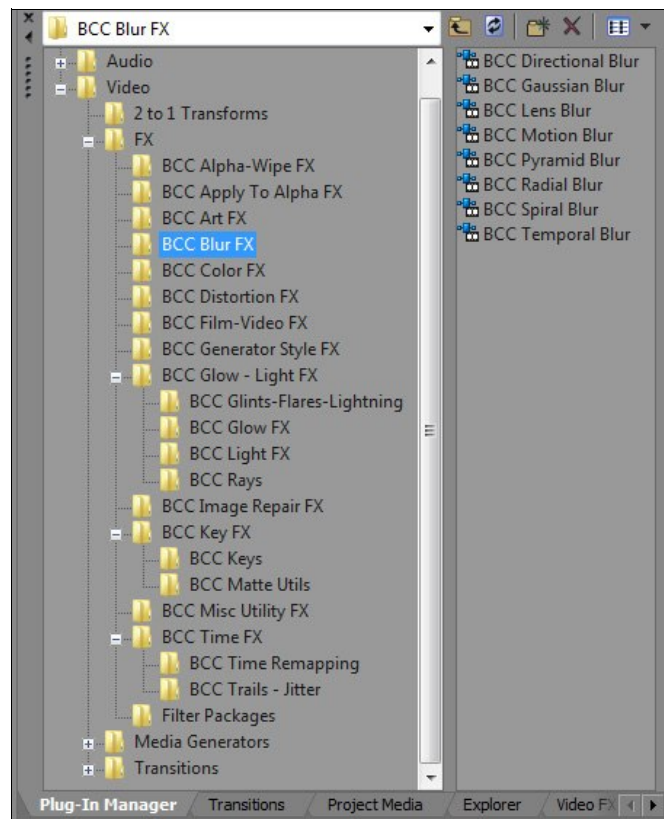 BCC Blur FX
Audio
Video
2 to 1 Transforms
FX
BCC Alpha-Wipe FX
BCC Apply To Alpha FX
BCC Art FX
BCC Blur FX
BCC Color FX
BCC Distortion FX
BCC Film-Video FX
BCC Generator Style FX
BCC Glow - Light FX
BCC Glints-Flares-Lightning
BCC Glow FX
BCC Light FX
BCC Rays
BCC Image Repair FX
BCC Key FX
BCC Keys
BCC Matte Utils
BCC Misc Utility FX
BCC Time FX
BCC Time Remapping
BCC Trails - Jitter
Filter Packages
Media Generators
Transitions
BCC Directional Blur
BCC Gaussian Blur
BCC Lens Blur
BCC Motion Blur
BCC Pyramid Blur
BCC Radial Blur
BCC Spiral Blur
BCC Temporal Blur
Plug-In Manager Transitions Project Media Explorer Video FX